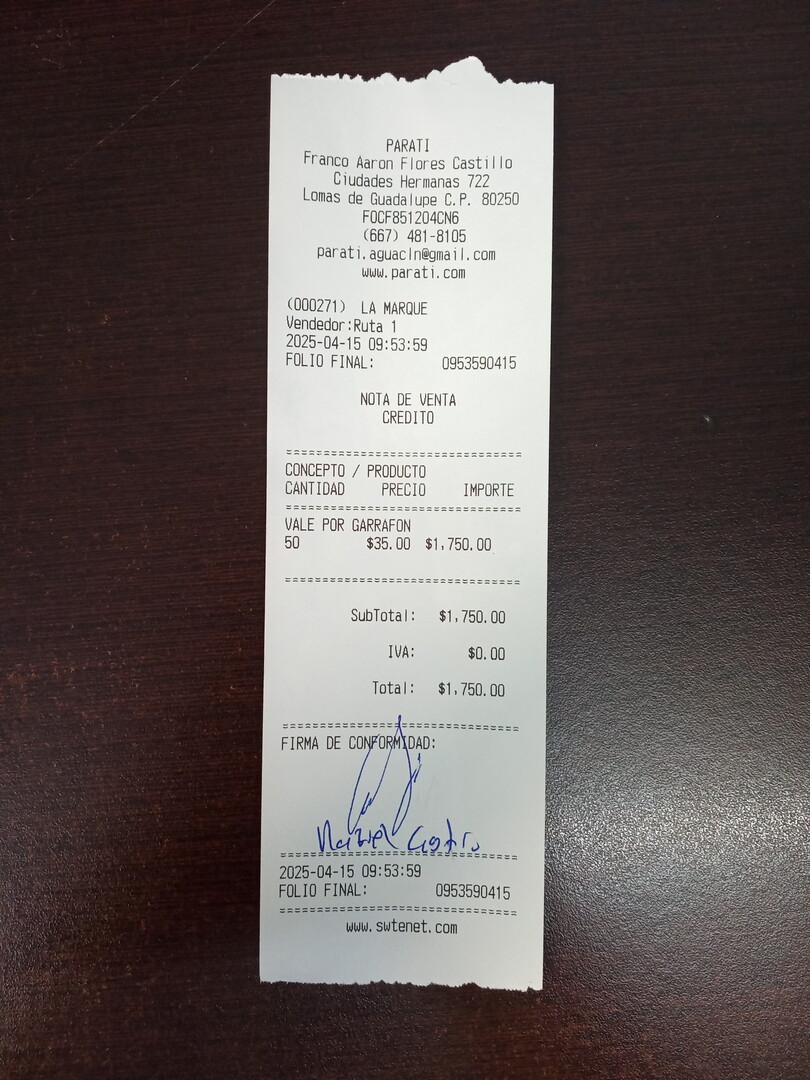 PARATI
Franco Aaron Flores Castillo
Ciudades Hermanas 722
Lomas de Guadalupe C.P. 80250
FOCF851204CN6
(667) 481-8105
parati.aguacln@gmail.com
www.parati.com
(000271) LA MARQUE
Vendedor:Ruta 1
2025-04-15 09:53:59
FOLIO FINAL: 0953590415
NOTA DE VENTA
CREDITO
================================
CONCEPTO / PRODUCTO
CANTIDAD PRECIO IMPORTE
================================
VALE POR GARRAFON
50 $35.00 $1,750.00
================================
SubTotal: $1,750.00
IVA: $0.00
Total: $1,750.00
================================
FIRMA DE CONFORMIDAD:
================================
2025-04-15 09:53:59
FOLIO FINAL: 0953590415
================================
www.swtenet.com